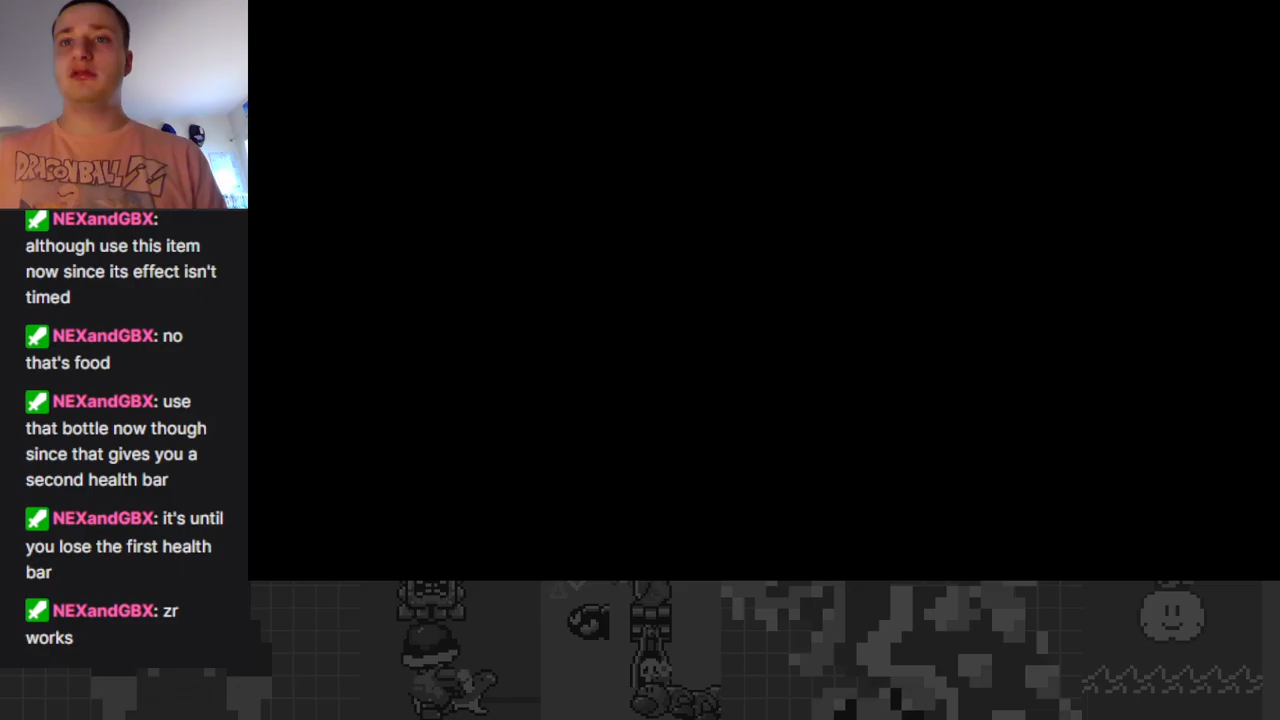 DRAGONBALL Z
NEXandGBX:
although use this item
now since its effect isn't
timed
NEXandGBX: no
that's food
NEXandGBX: use
that bottle now though
since that gives you a
second health bar
NEXandGBX: it's until
you lose the first health
bar
NEXandGBX: zr
works